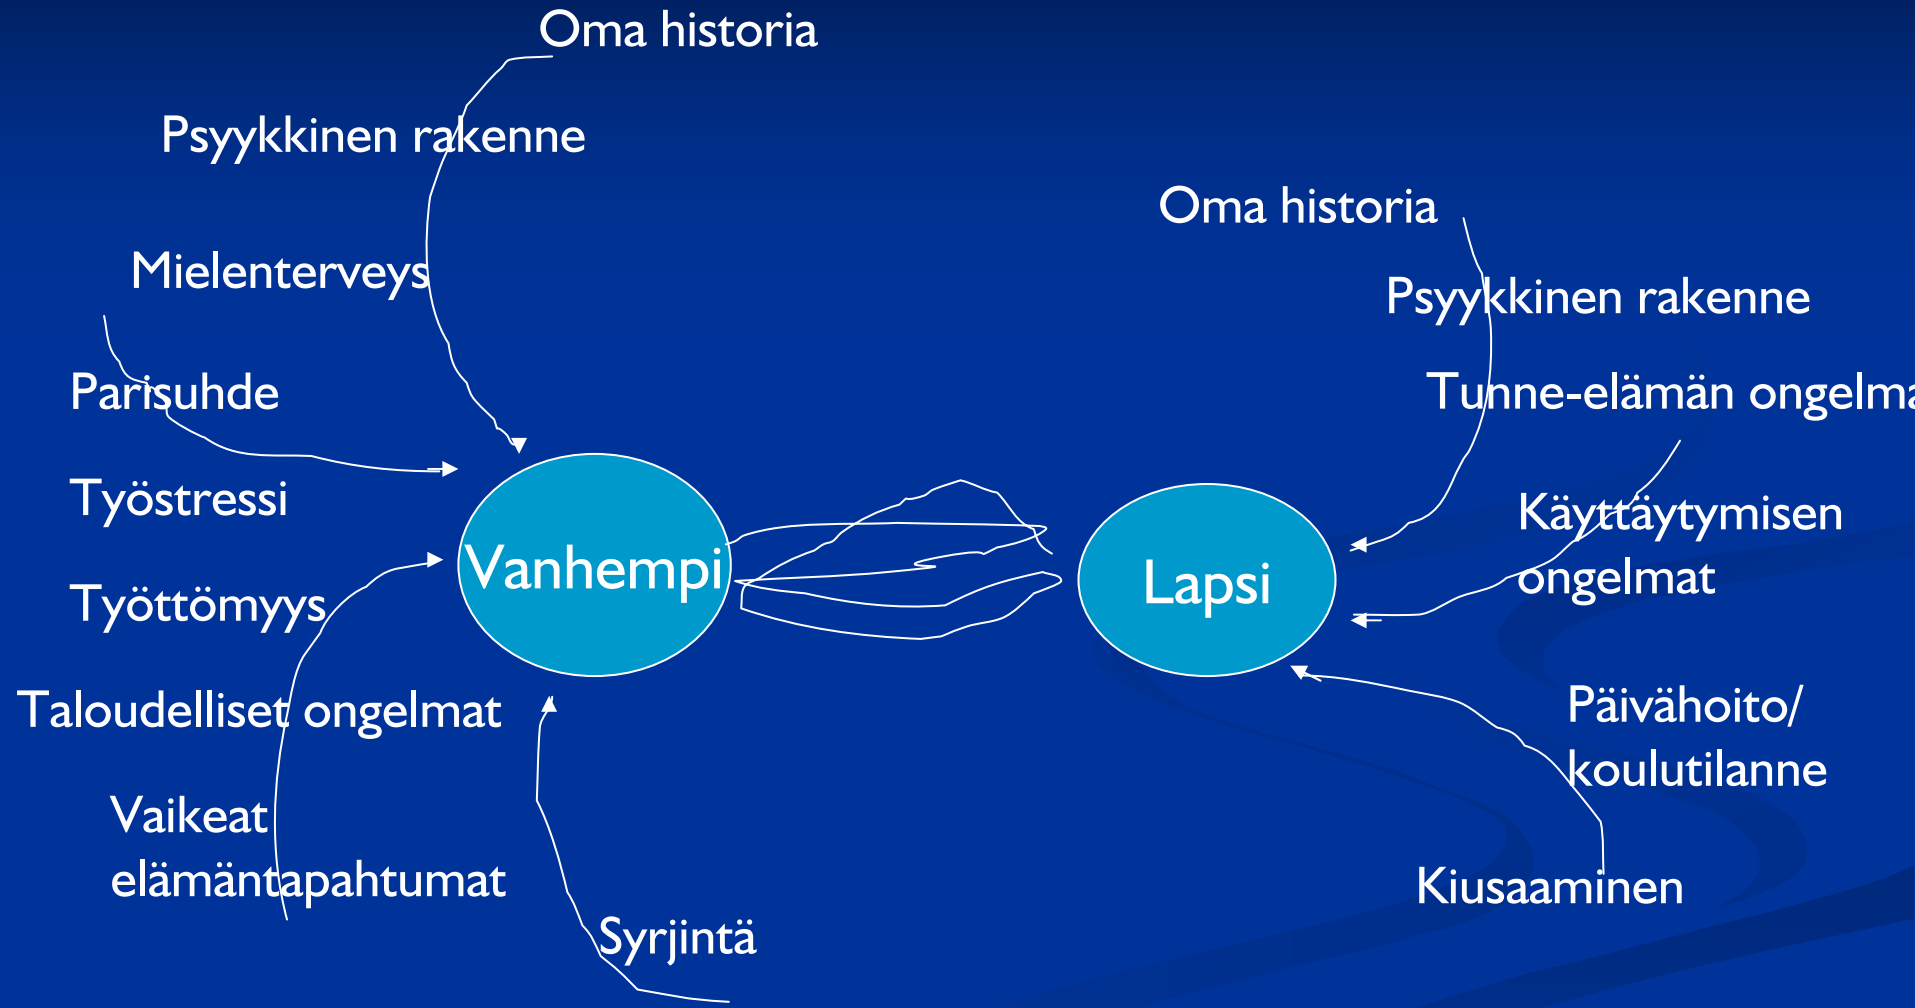 Oma historia
Psyykkinen rakenne
Mielenterveys
Parisuhde
Työstressi
Työttömyys
Taloudelliset ongelmat
Vaikeat
elämäntapahtumat
Syrjintä
Vanhempi
Lapsi
Oma historia
Psyykkinen rakenne
Tunne-elämän ongelma
Käyttäytymisen
ongelmat
Päivähoito/
koulutilanne
Kiusaaminen